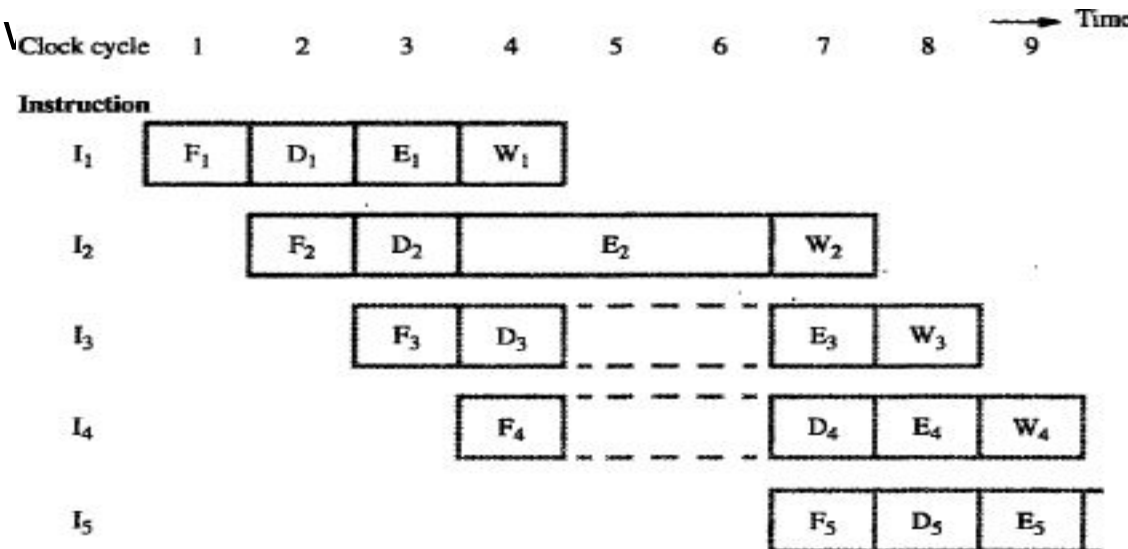 Time
Clock cycle 1 2 3 4 5 6 7 8 9
Instruction
I₁ F₁ D₁ E₁ W₁
I₂ F₂ D₂ E₂ W₂
I₃ F₃ D₃ E₃ W₃
I₄ F₄ D₄ E₄ W₄
I₅ F₅ D₅ E₅